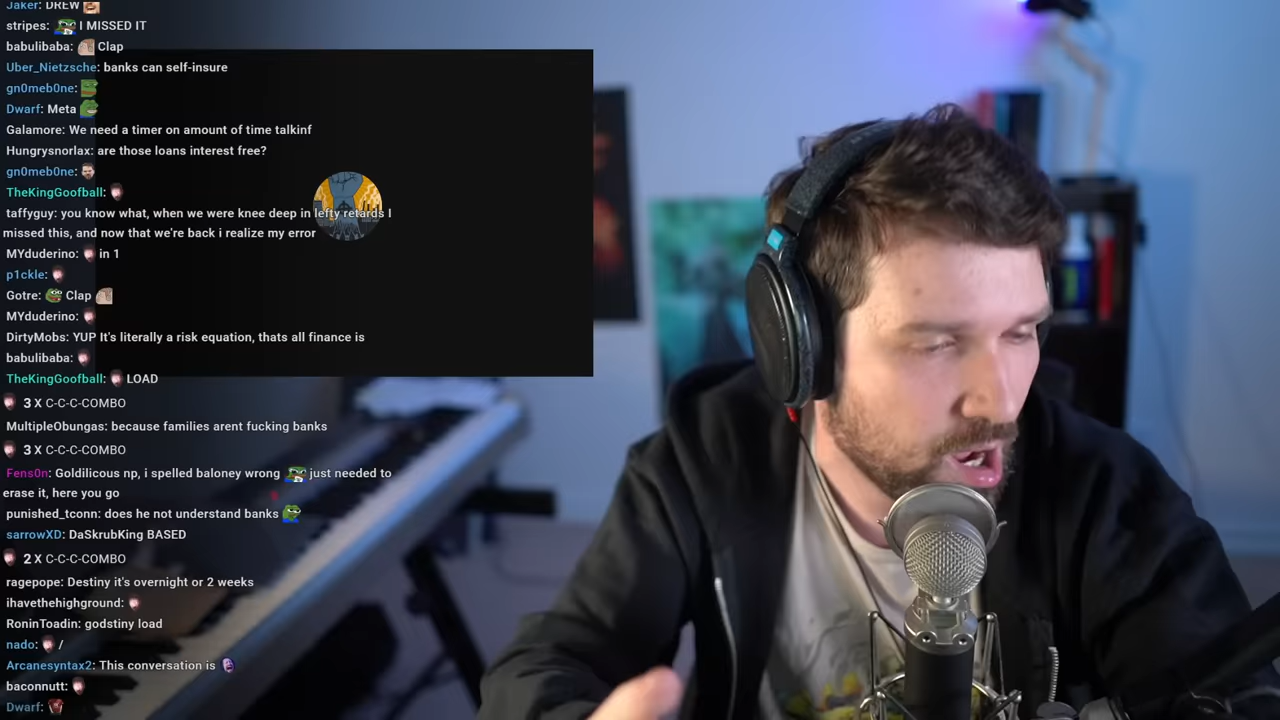 Jaker: DREW
stripes: I MISSED IT
babulibaba: Clap
Uber_Nietzsche: banks can self-insure
gn0meb0ne:
Dwarf: Meta
Galamore: We need a timer on amount of time talkinf
Hungrysnorlax: are those loans interest free?
gn0meb0ne:
TheKingGoofball:
taffyguy: you know what, when we were knee deep in lefty retards I
missed this, and now that we're back i realize my error
MYduderino: in 1
p1ckle:
Gotre: Clap
MYduderino:
DirtyMobs: YUP It's literally a risk equation, thats all finance is
babulibaba:
TheKingGoofball: LOAD
3 X C-C-C-COMBO
MultipleObungas: because families arent fucking banks
3 X C-C-C-COMBO
Fens0n: Goldilicous np, i spelled baloney wrong just needed to
erase it, here you go
punished_tconn: does he not understand banks
sarrowXD: DaSkrubKing BASED
2 X C-C-C-COMBO
ragepope: Destiny it's overnight or 2 weeks
ihavethehighground:
RoninToadin: godstiny load
nado: /
Arcanesyntax2: This conversation is
baconnutt:
Dwarf: